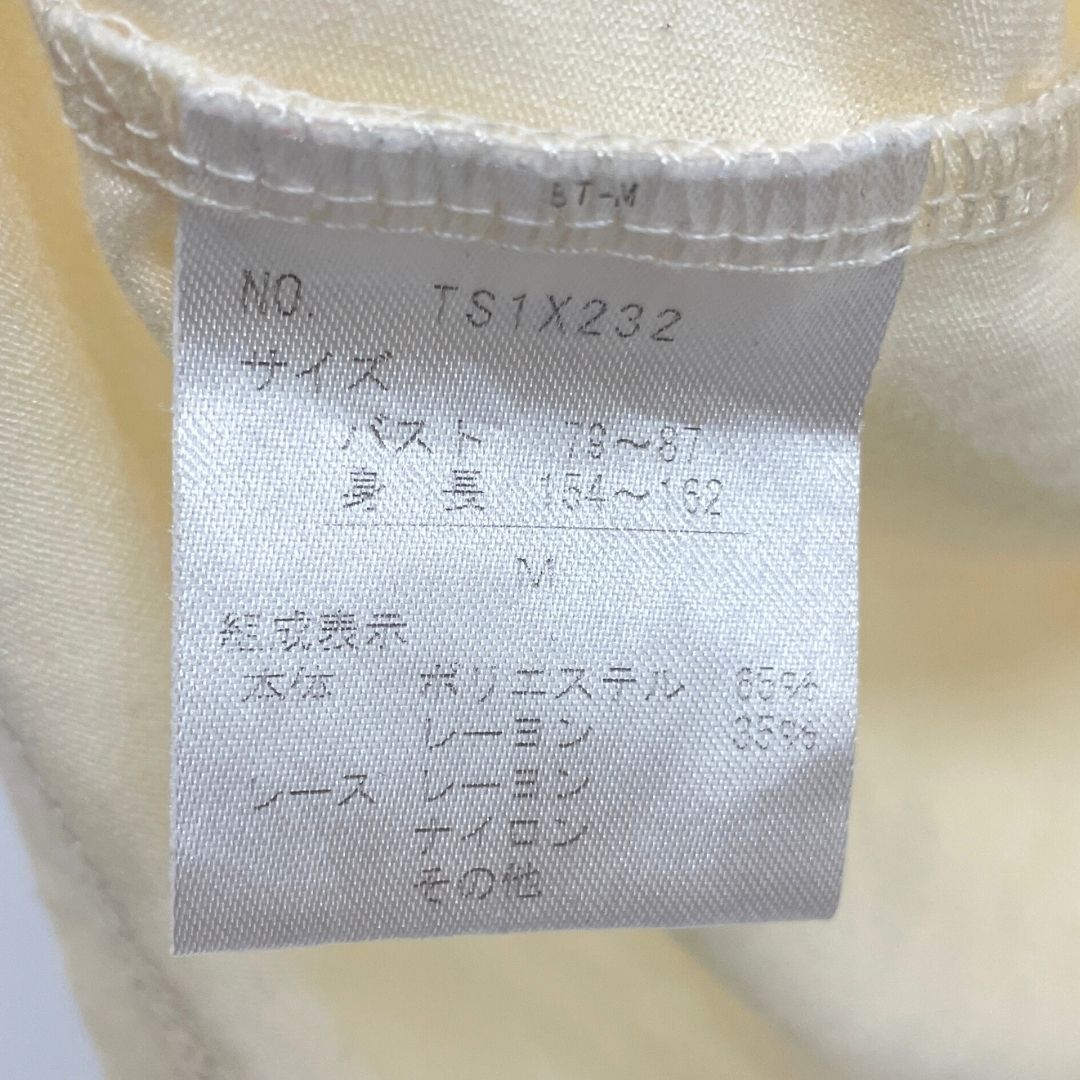 BT-M
NO. TS1X232
サイズ
バスト 79～87
身長 154～162
M
組成表示
本体 ポリエステル 65%
レーヨン 35%
レース レーヨン
ナイロン
その他